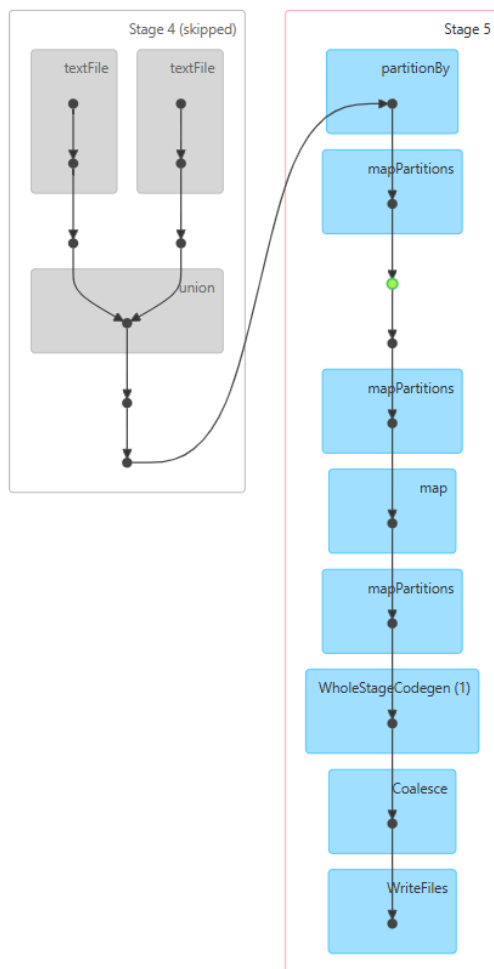 Stage 4 (skipped)
textFile
textFile
union
Stage 5
partitionBy
mapPartitions
mapPartitions
map
mapPartitions
WholeStageCodegen (1)
Coalesce
WriteFiles